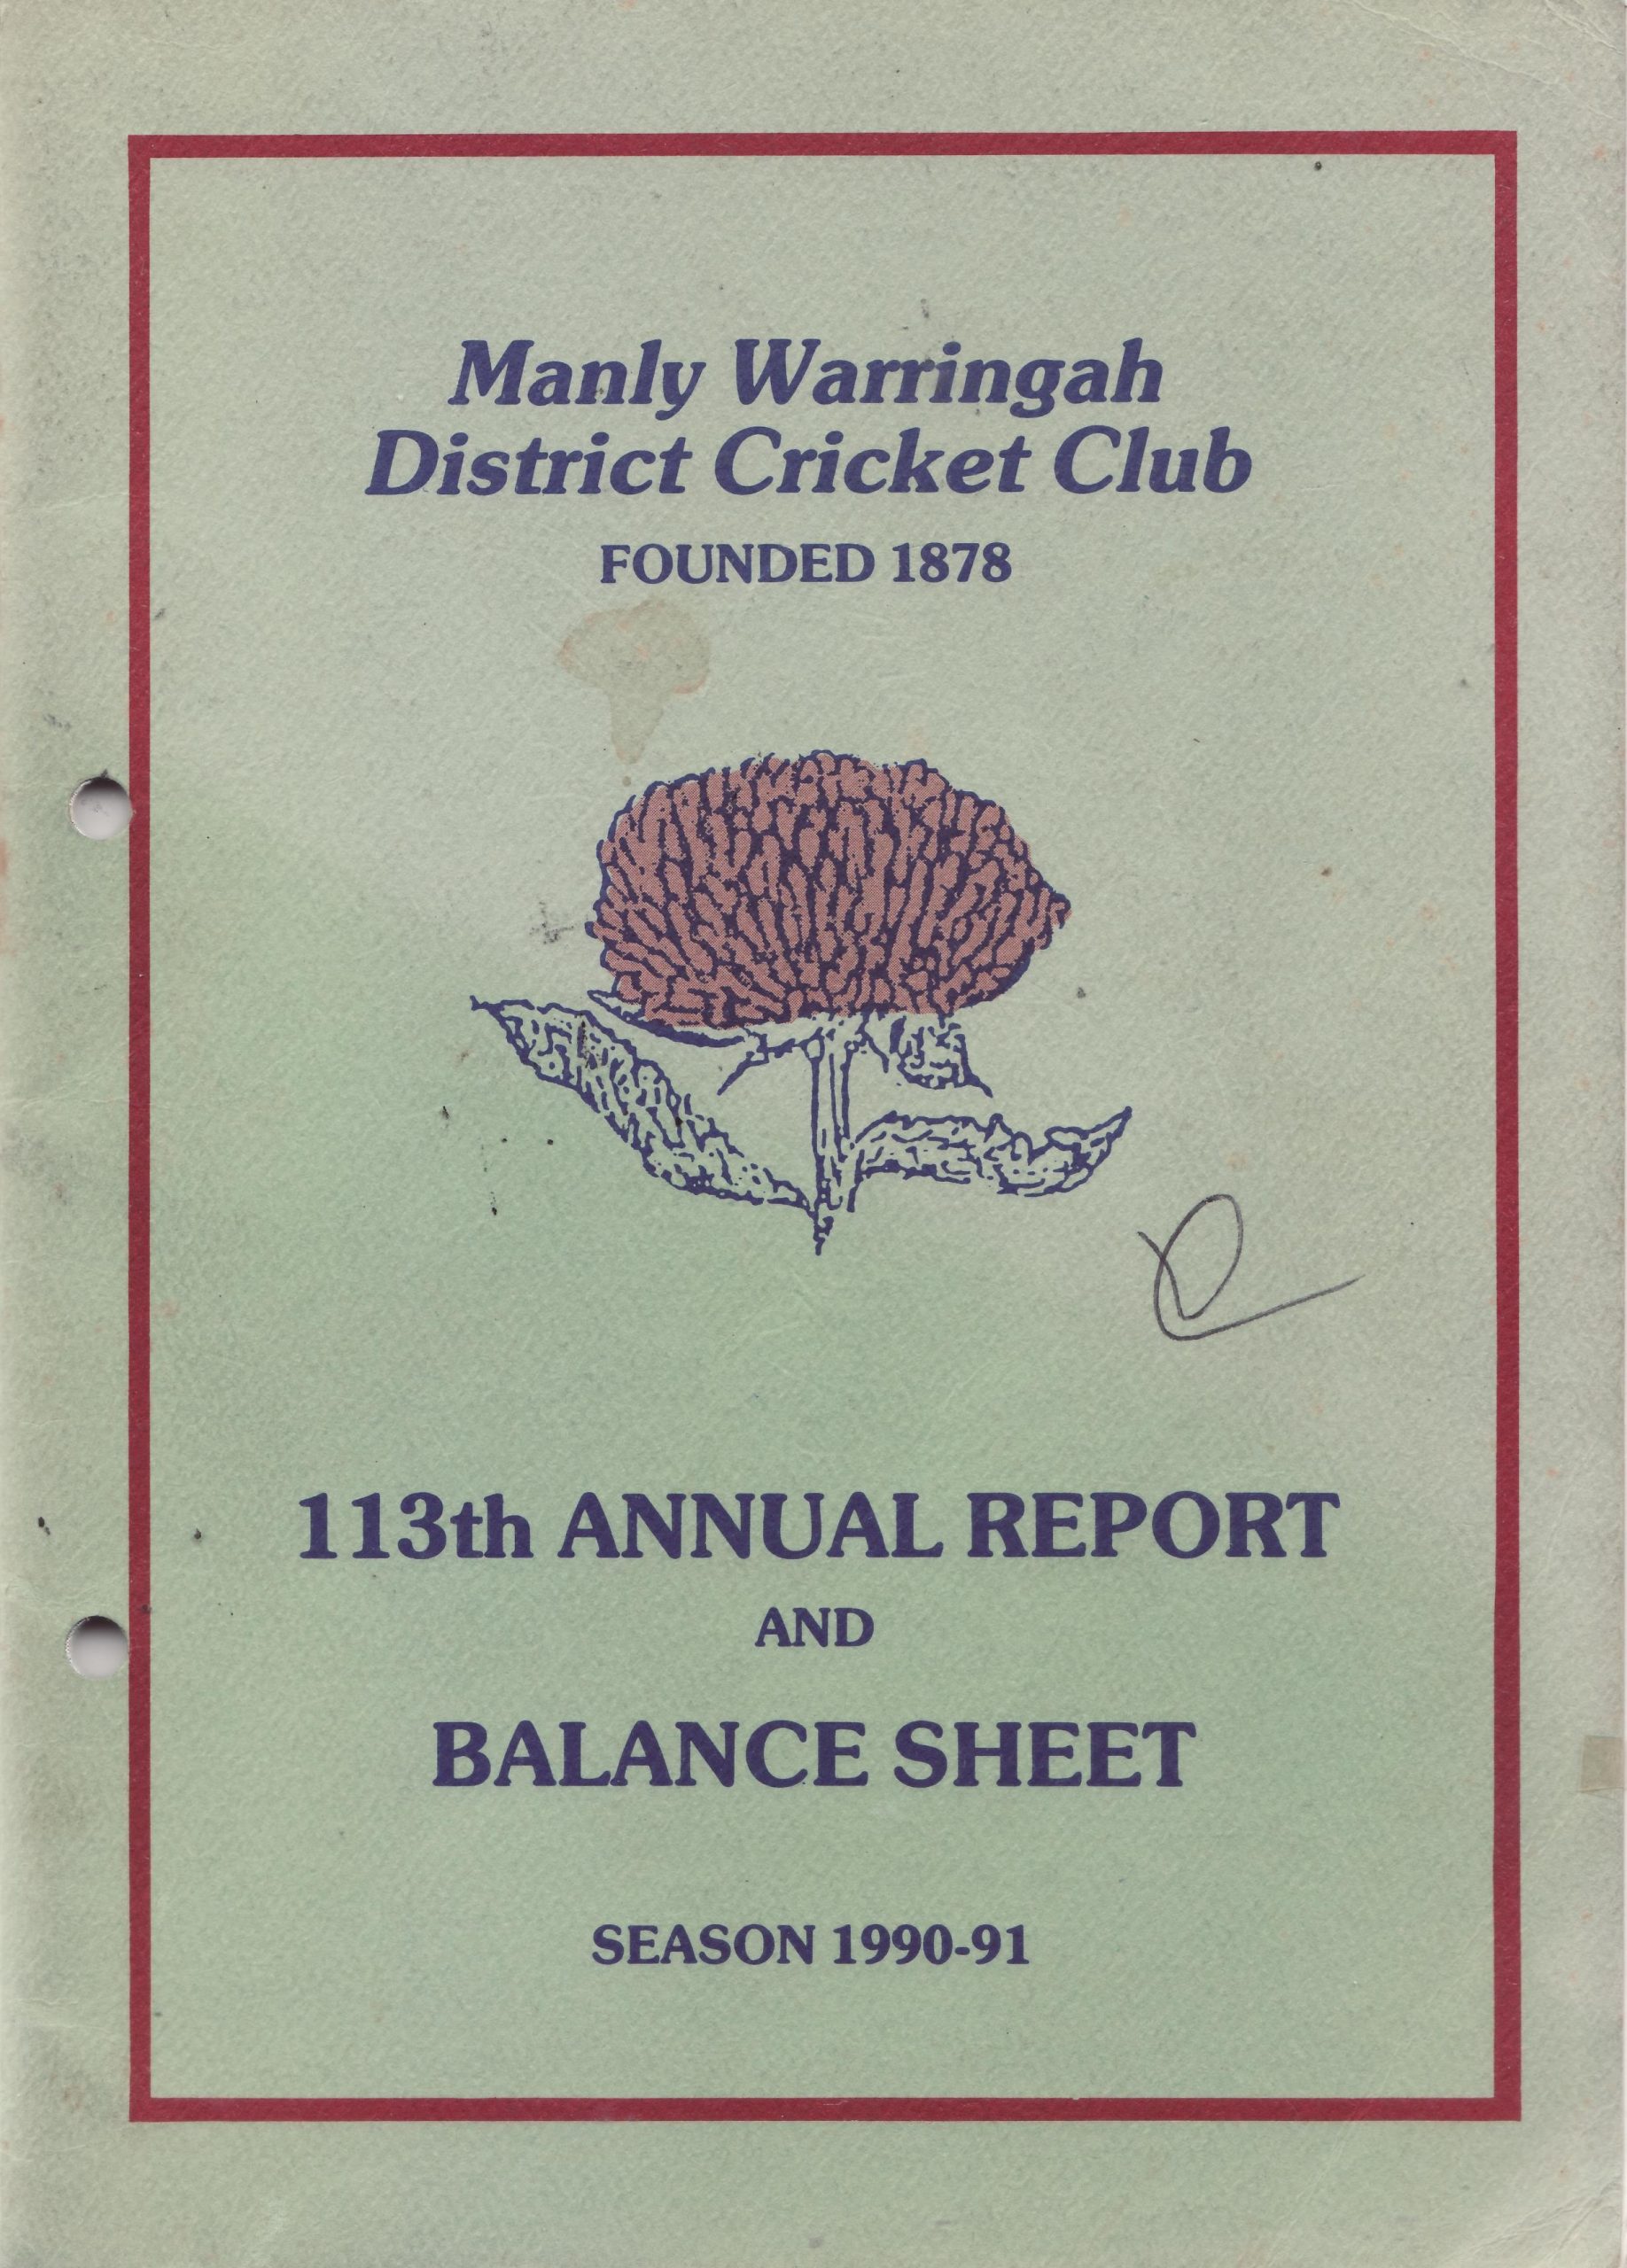 Manly Warringah
District Cricket Club
FOUNDED 1878
113th ANNUAL REPORT
AND
BALANCE SHEET
SEASON 1990-91